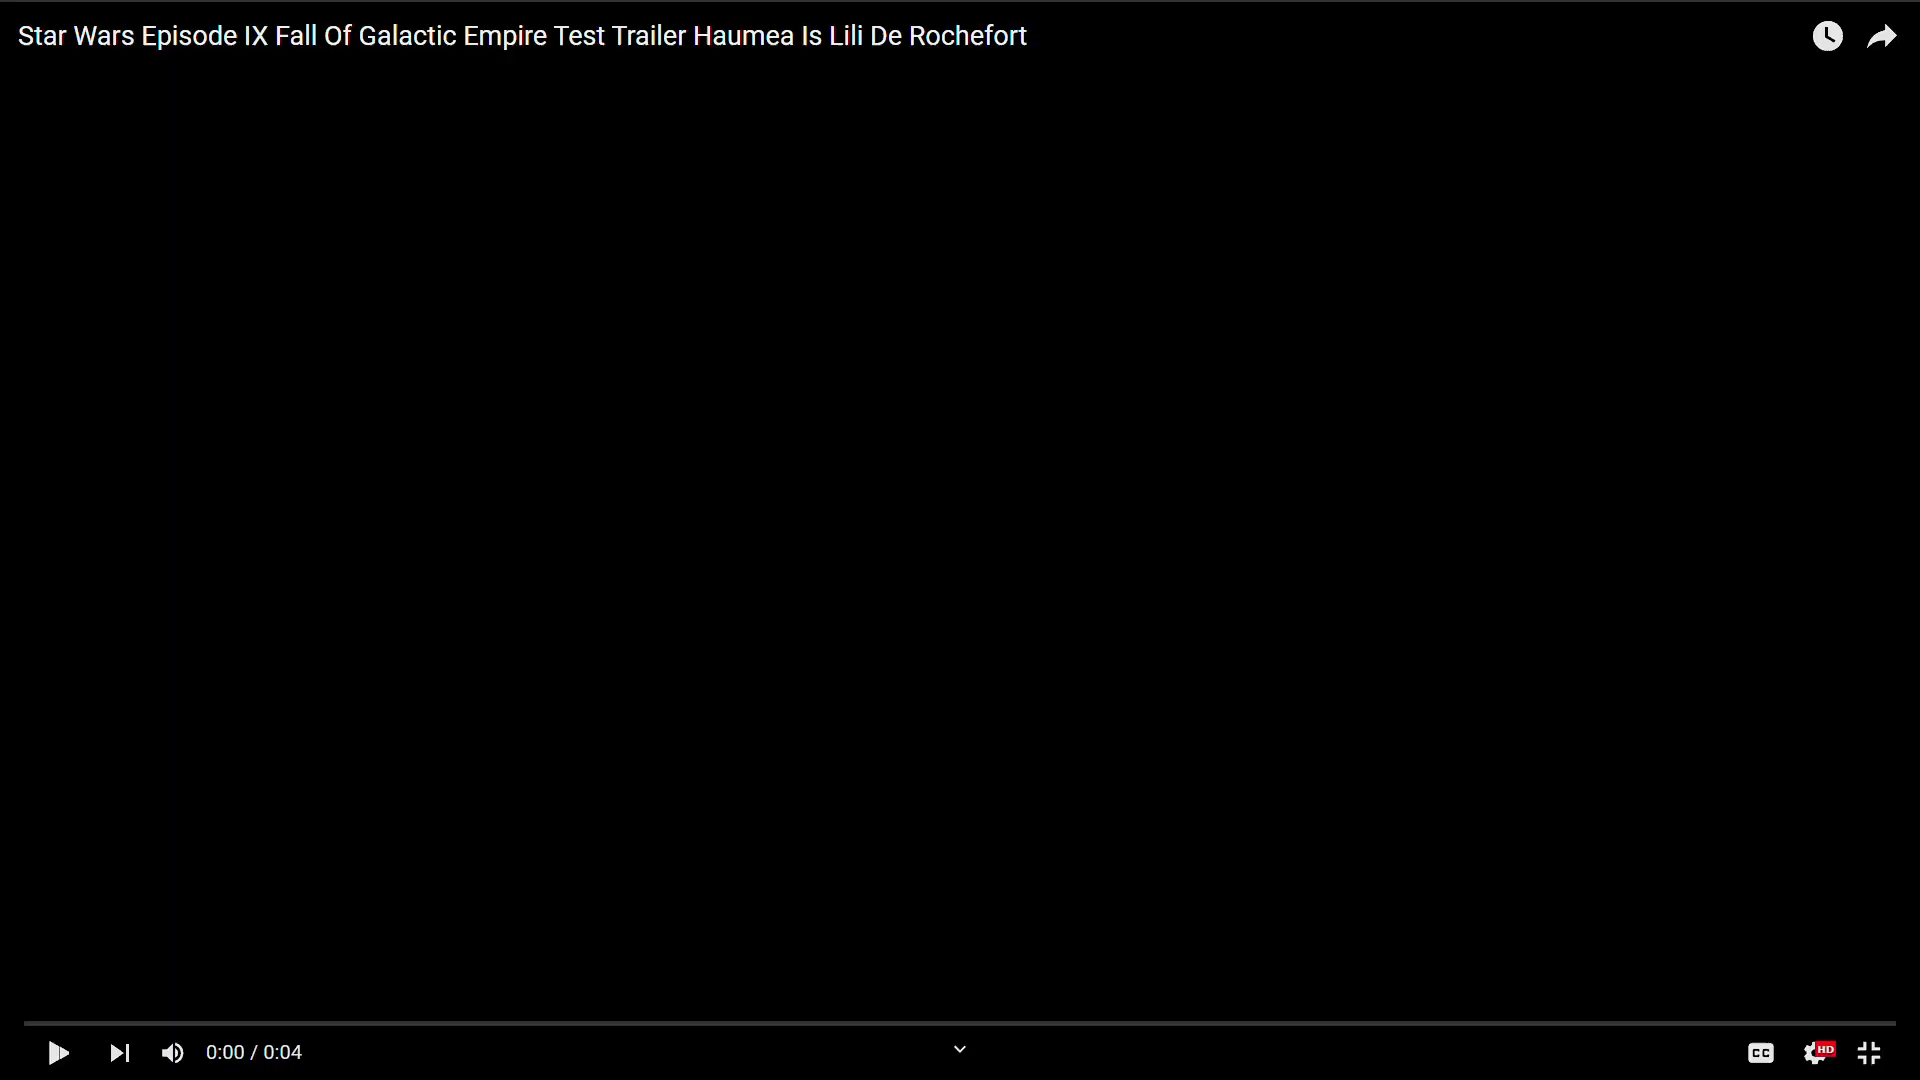 Star Wars Episode IX Fall Of Galactic Empire Test Trailer Haumea Is Lili De Rochefort
0:00 / 0:04
CC
HD